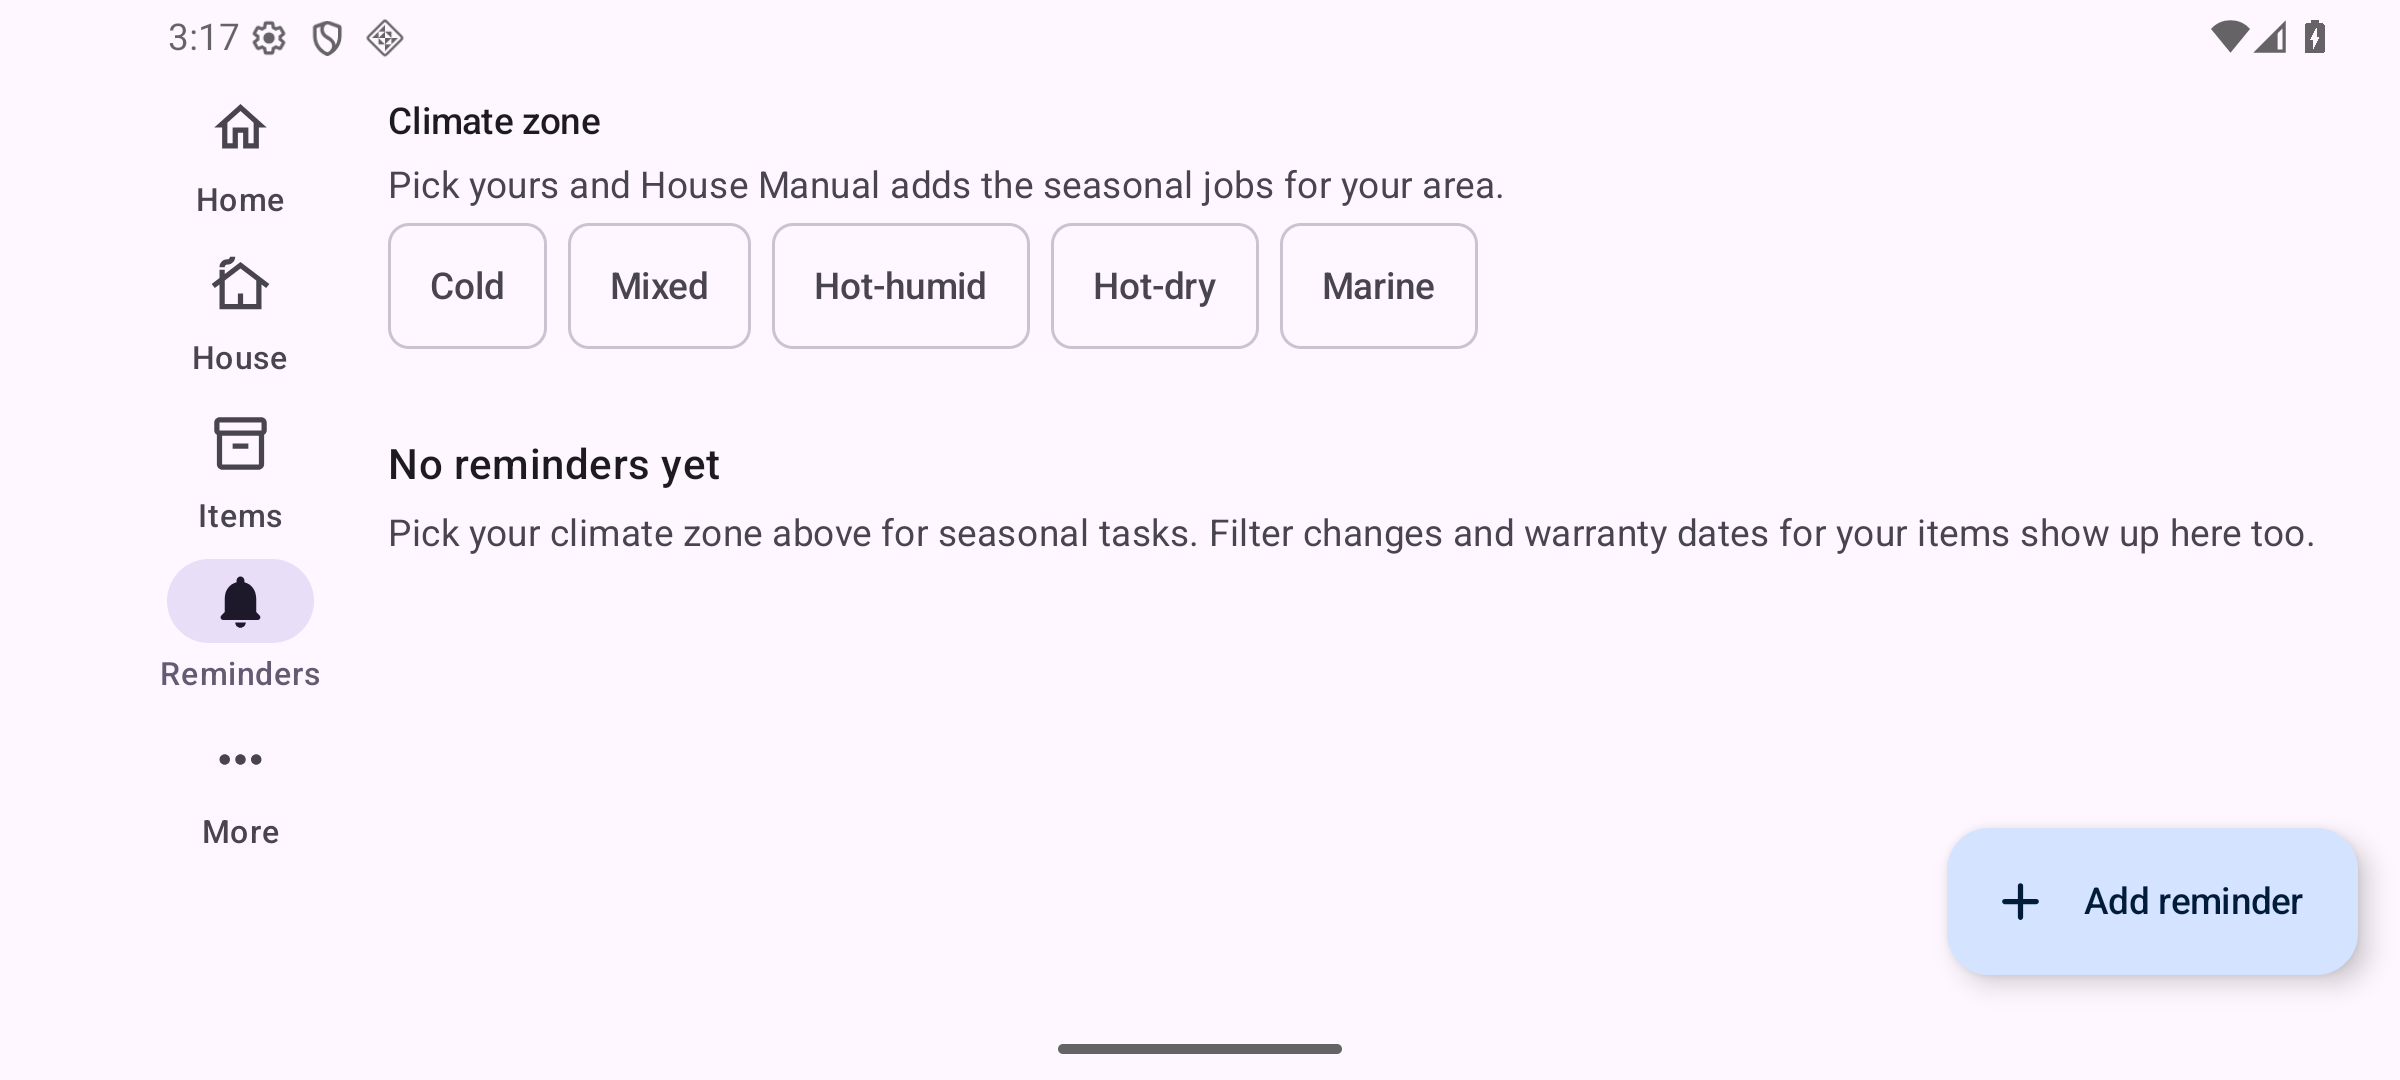 3:17
Home
House
Items
Reminders
More
Climate zone
Pick yours and House Manual adds the seasonal jobs for your area.
Cold Mixed Hot-humid Hot-dry Marine
No reminders yet
Pick your climate zone above for seasonal tasks. Filter changes and warranty dates for your items show up here too.
Add reminder